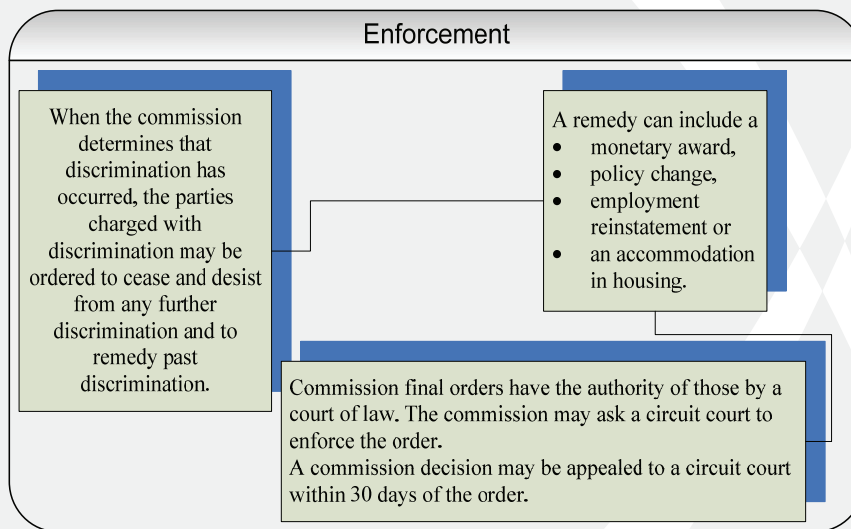 Enforcement
When the commission
determines that
discrimination has
occurred, the parties
charged with
discrimination may be
ordered to cease and desist
from any further
discrimination and to
remedy past
discrimination.
A remedy can include a
• monetary award,
• policy change,
• employment
reinstatement or
• an accommodation
in housing.
Commission final orders have the authority of those by a
court of law. The commission may ask a circuit court to
enforce the order.
A commission decision may be appealed to a circuit court
within 30 days of the order.